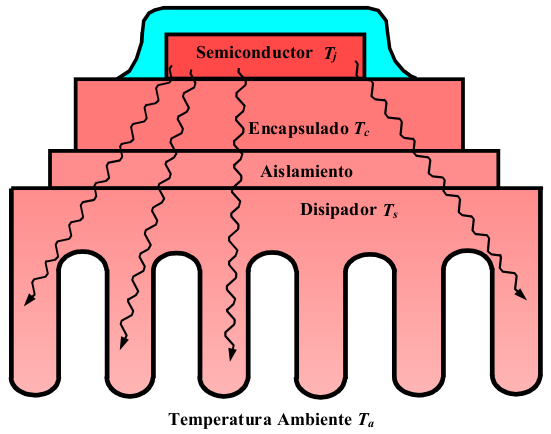 Semiconductor Tj
Encapsulado Tc
Aislamiento
Disipador Ts
Temperatura Ambiente Ta